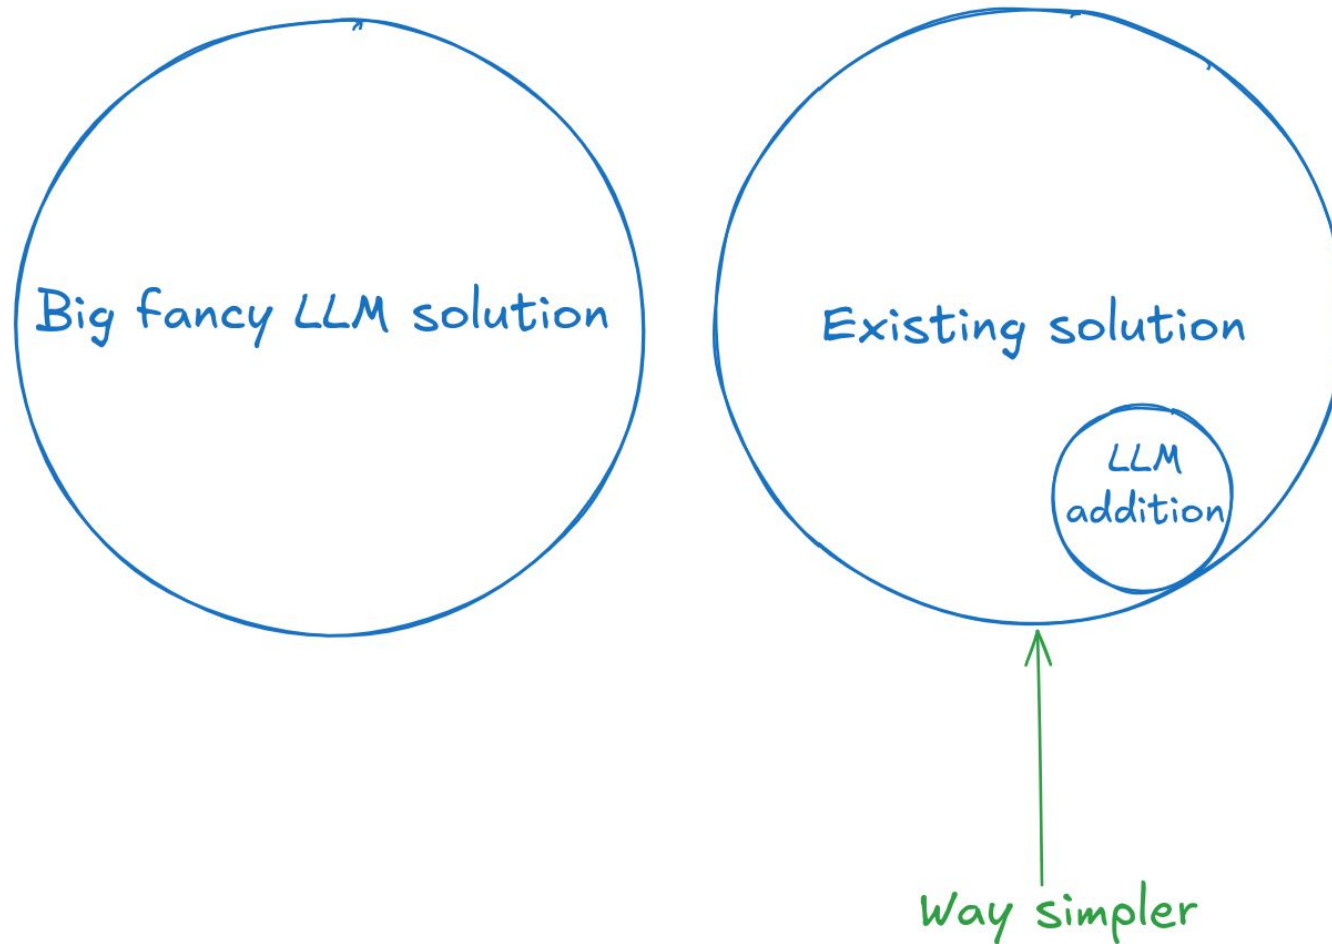 Big fancy LLM solution
Existing solution
LLM
addition
Way simpler